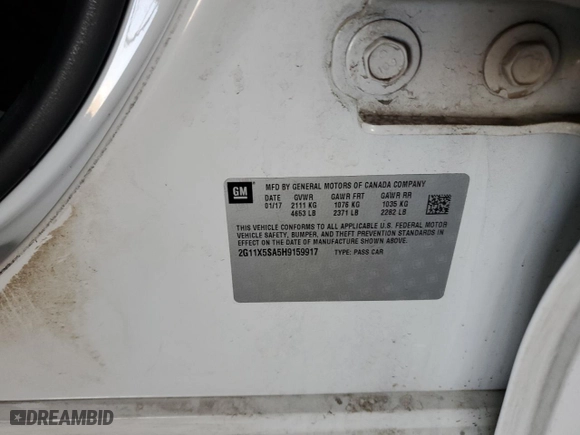 GM
MFD BY GENERAL MOTORS OF CANADA COMPANY
DATE GVWR GAWR FRT GAWR RR
01/17 2111 KG 1076 KG 1035 KG
4653 LB 2371 LB 2282 LB
THIS VEHICLE CONFORMS TO ALL APPLICABLE U.S. FEDERAL MOTOR
VEHICLE SAFETY, BUMPER, AND THEFT PREVENTION STANDARDS IN
EFFECT ON THE DATE OF MANUFACTURE SHOWN ABOVE.
2G11X5SA5H9159917 TYPE: PASS CAR
DREAMBID